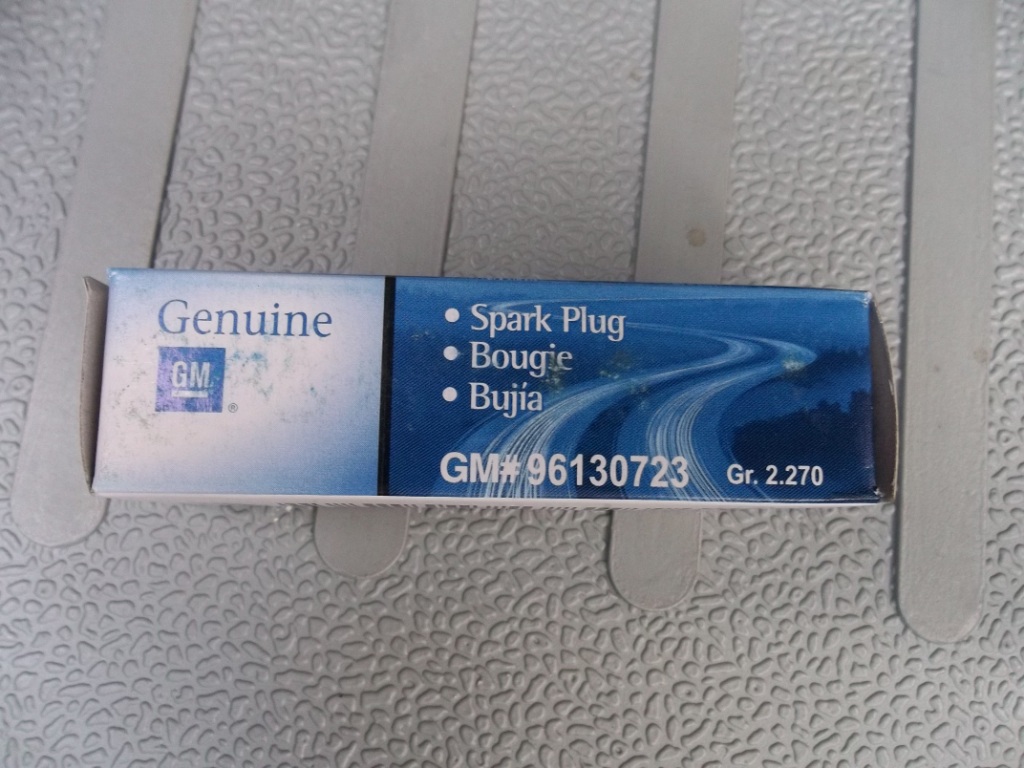 Genuine
GM
®
• Spark Plug
• Bougie
• Bujía
GM# 96130723 Gr. 2.270